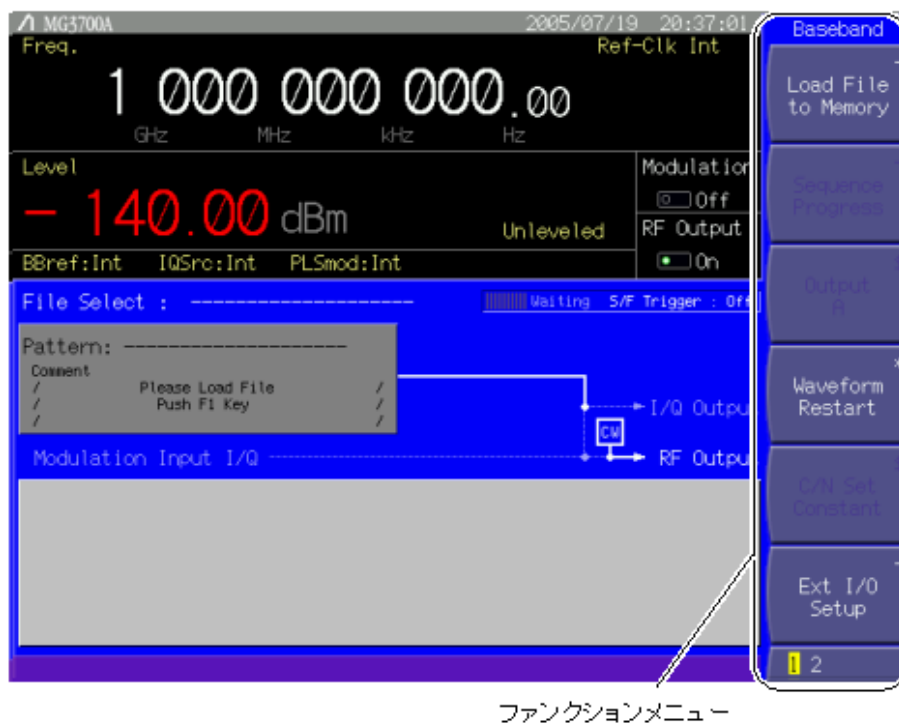 MG3700A 2005/07/19 20:37:01
Freq. Ref-Clk Int
1 000 000 000.00
GHz MHz kHz Hz
Level
- 140.00 dBm Unleveled
Modulation
Off
RF Output
On
BBref:Int IQSrc:Int PLSmod:Int
File Select : --------------------
Waiting S/F Trigger : Off
Pattern: --------------------
Comment
/ Please Load File /
/ Push F1 Key /
/ /
I/Q Outpu
CW
Modulation Input I/Q
RF Outpu
Baseband
Load File
to Memory
Sequence
Progress
Output
A
Waveform
Restart
C/N Set
Constant
Ext I/O
Setup
1 2
ファンクションメニュー